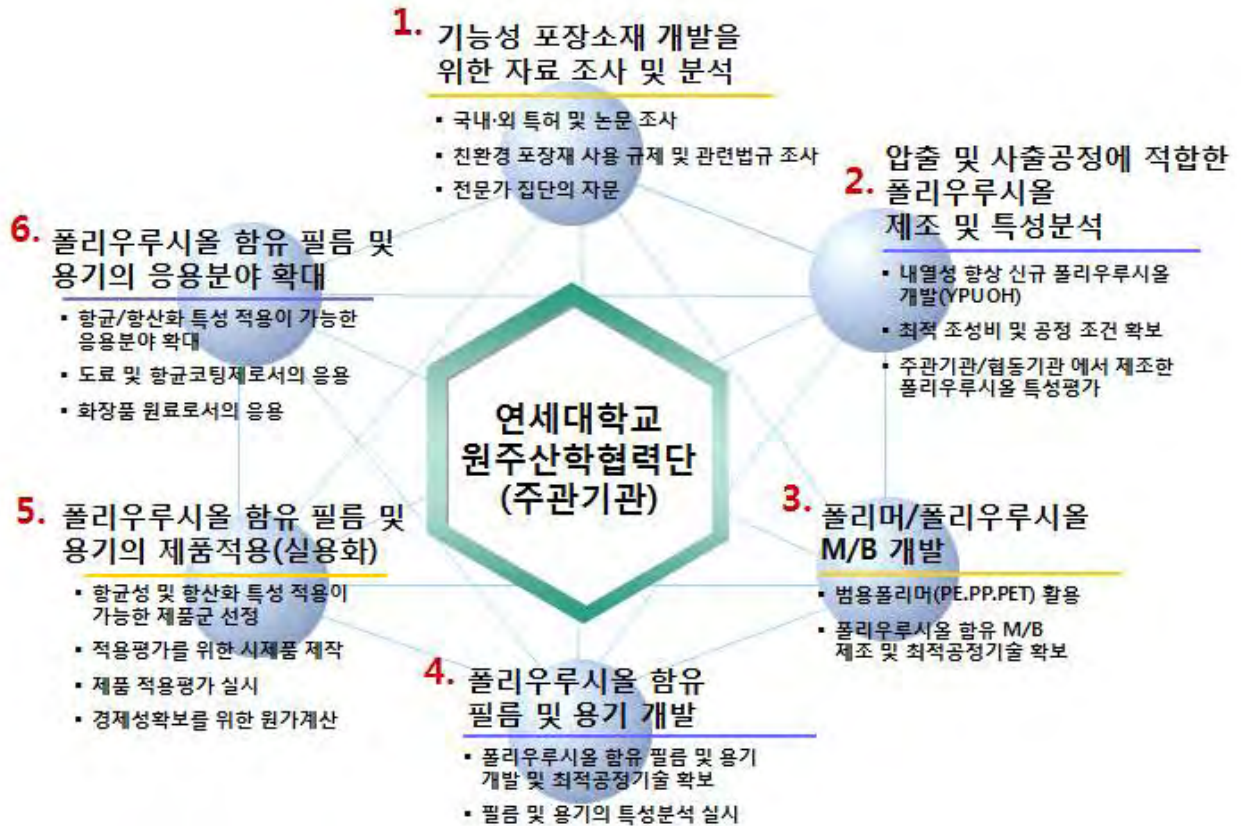 1. 기능성 포장소재 개발을
위한 자료 조사 및 분석
▪ 국내·외 특허 및 논문 조사
▪ 친환경 포장재 사용 규제 및 관련법규 조사
▪ 전문가 집단의 자문
2. 압출 및 사출공정에 적합한
폴리우루시올
제조 및 특성분석
▪ 내열성 향상 신규 폴리우루시올
개발(YPUOH)
▪ 최적 조성비 및 공정 조건 확보
▪ 주관기관/협동기관 에서 제조한
폴리우루시올 특성평가
3. 폴리머/폴리우루시올
M/B 개발
▪ 범용폴리머(PE.PP.PET) 활용
▪ 폴리우루시올 함유 M/B
제조 및 최적공정기술 확보
4. 폴리우루시올 함유
필름 및 용기 개발
▪ 폴리우루시올 함유 필름 및 용기
개발 및 최적공정기술 확보
▪ 필름 및 용기의 특성분석 실시
5. 폴리우루시올 함유 필름 및
용기의 제품적용(실용화)
▪ 항균성 및 항산화 특성 적용이
가능한 제품군 선정
▪ 적용평가를 위한 시제품 제작
▪ 제품 적용평가 실시
▪ 경제성확보를 위한 원가계산
6. 폴리우루시올 함유 필름 및
용기의 응용분야 확대
▪ 항균/항산화 특성 적용이 가능한
응용분야 확대
▪ 도료 및 항균코팅제로서의 응용
▪ 화장품 원료로서의 응용
연세대학교
원주산학협력단
(주관기관)